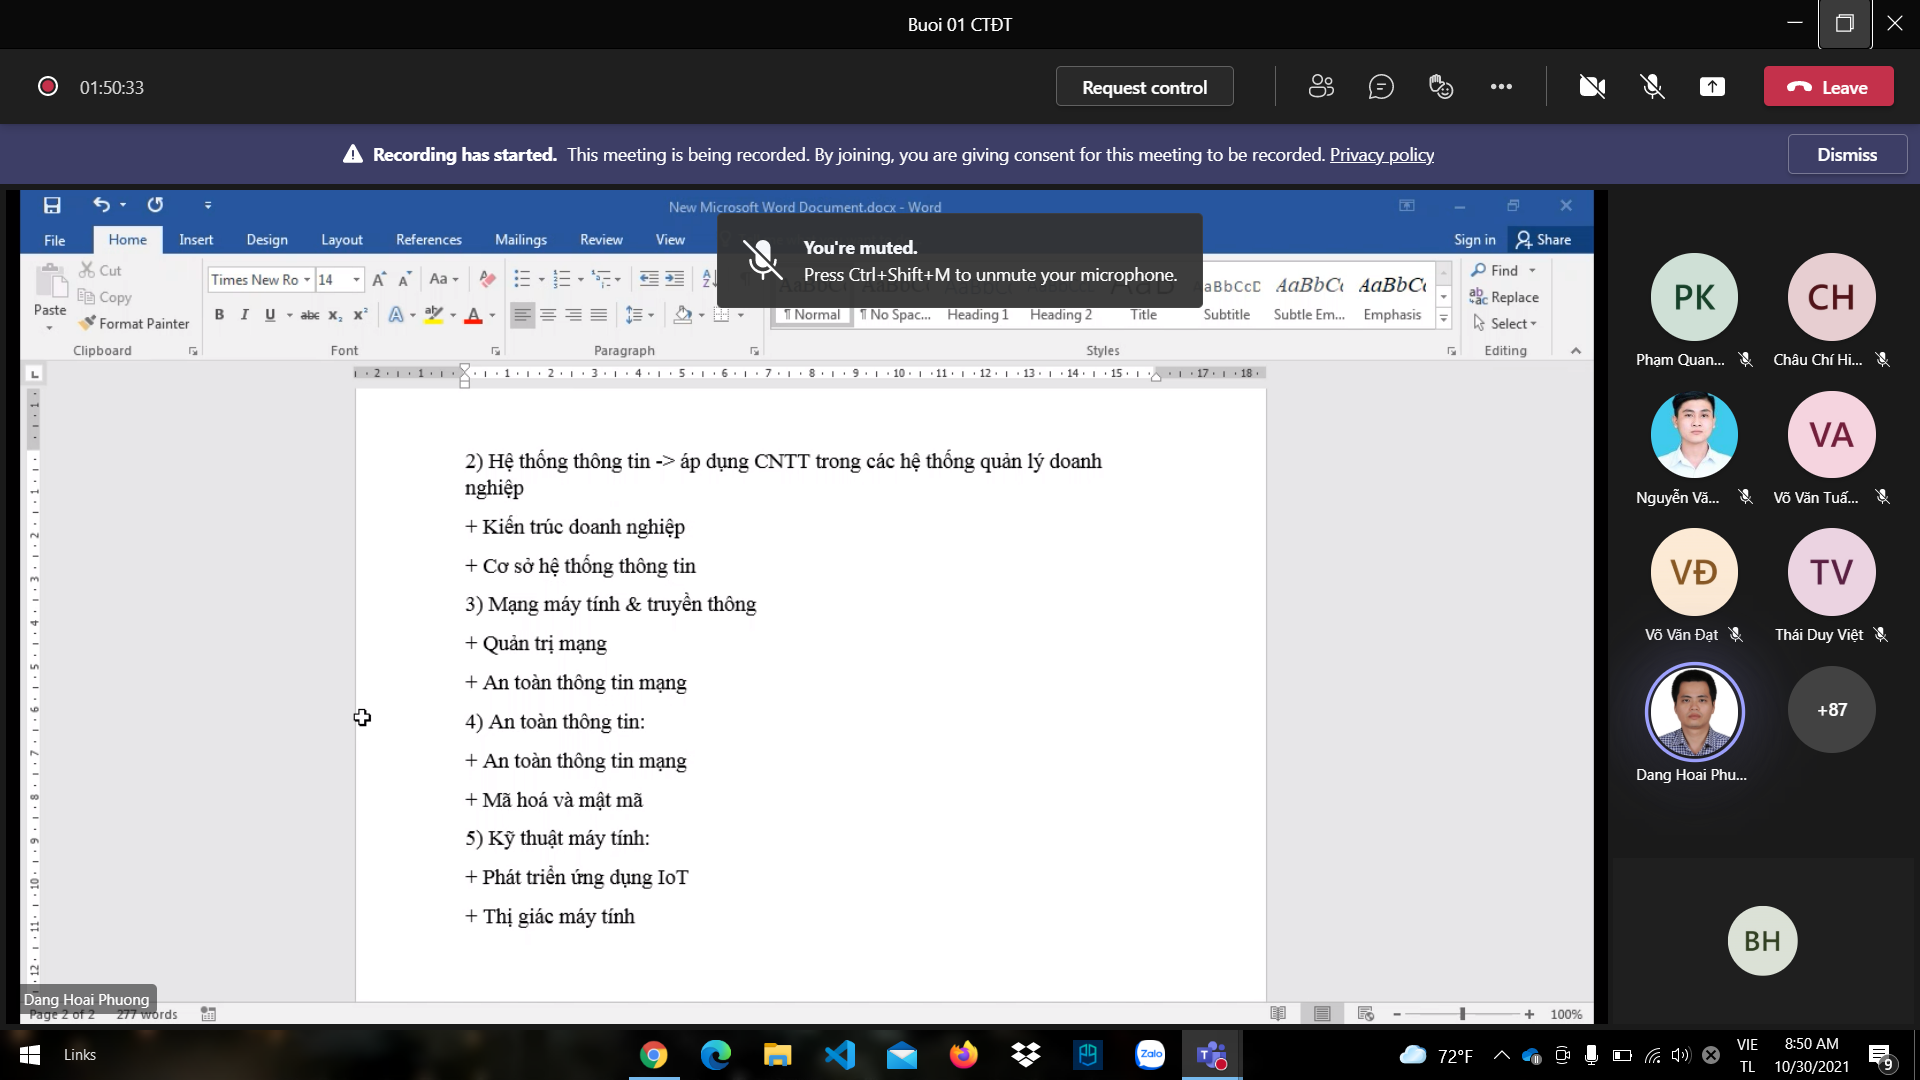 Buoi 01 CTĐT
01:50:33
Request control
Leave
Recording has started. This meeting is being recorded. By joining, you are giving consent for this meeting to be recorded. Privacy policy
Dismiss
New Microsoft Word Document.docx - Word
File Home Insert Design Layout References Mailings Review View
Sign in Share
You're muted.
Press Ctrl+Shift+M to unmute your microphone.
Cut
Copy
Format Painter
Paste
Times New Ro 14
Clipboard Font Paragraph Styles Editing
¶ Normal ¶ No Spac... Heading 1 Heading 2 Title Subtitle Subtle Em... Emphasis
Find
Replace
Select
2) Hệ thống thông tin -> áp dụng CNTT trong các hệ thống quản lý doanh
nghiệp
+ Kiến trúc doanh nghiệp
+ Cơ sở hệ thống thông tin
3) Mạng máy tính & truyền thông
+ Quản trị mạng
+ An toàn thông tin mạng
4) An toàn thông tin:
+ An toàn thông tin mạng
+ Mã hoá và mật mã
5) Kỹ thuật máy tính:
+ Phát triển ứng dụng IoT
+ Thị giác máy tính
Dang Hoai Phuong
Page 2 of 2 277 words
100%
PK
Phạm Quan...
CH
Châu Chí Hi...
Nguyễn Vă...
VA
Võ Văn Tuấ...
VĐ
Võ Văn Đạt
TV
Thái Duy Việt
Dang Hoai Phu...
+87
BH
Links
Zalo
72°F
VIE
TL
8:50 AM
10/30/2021
9